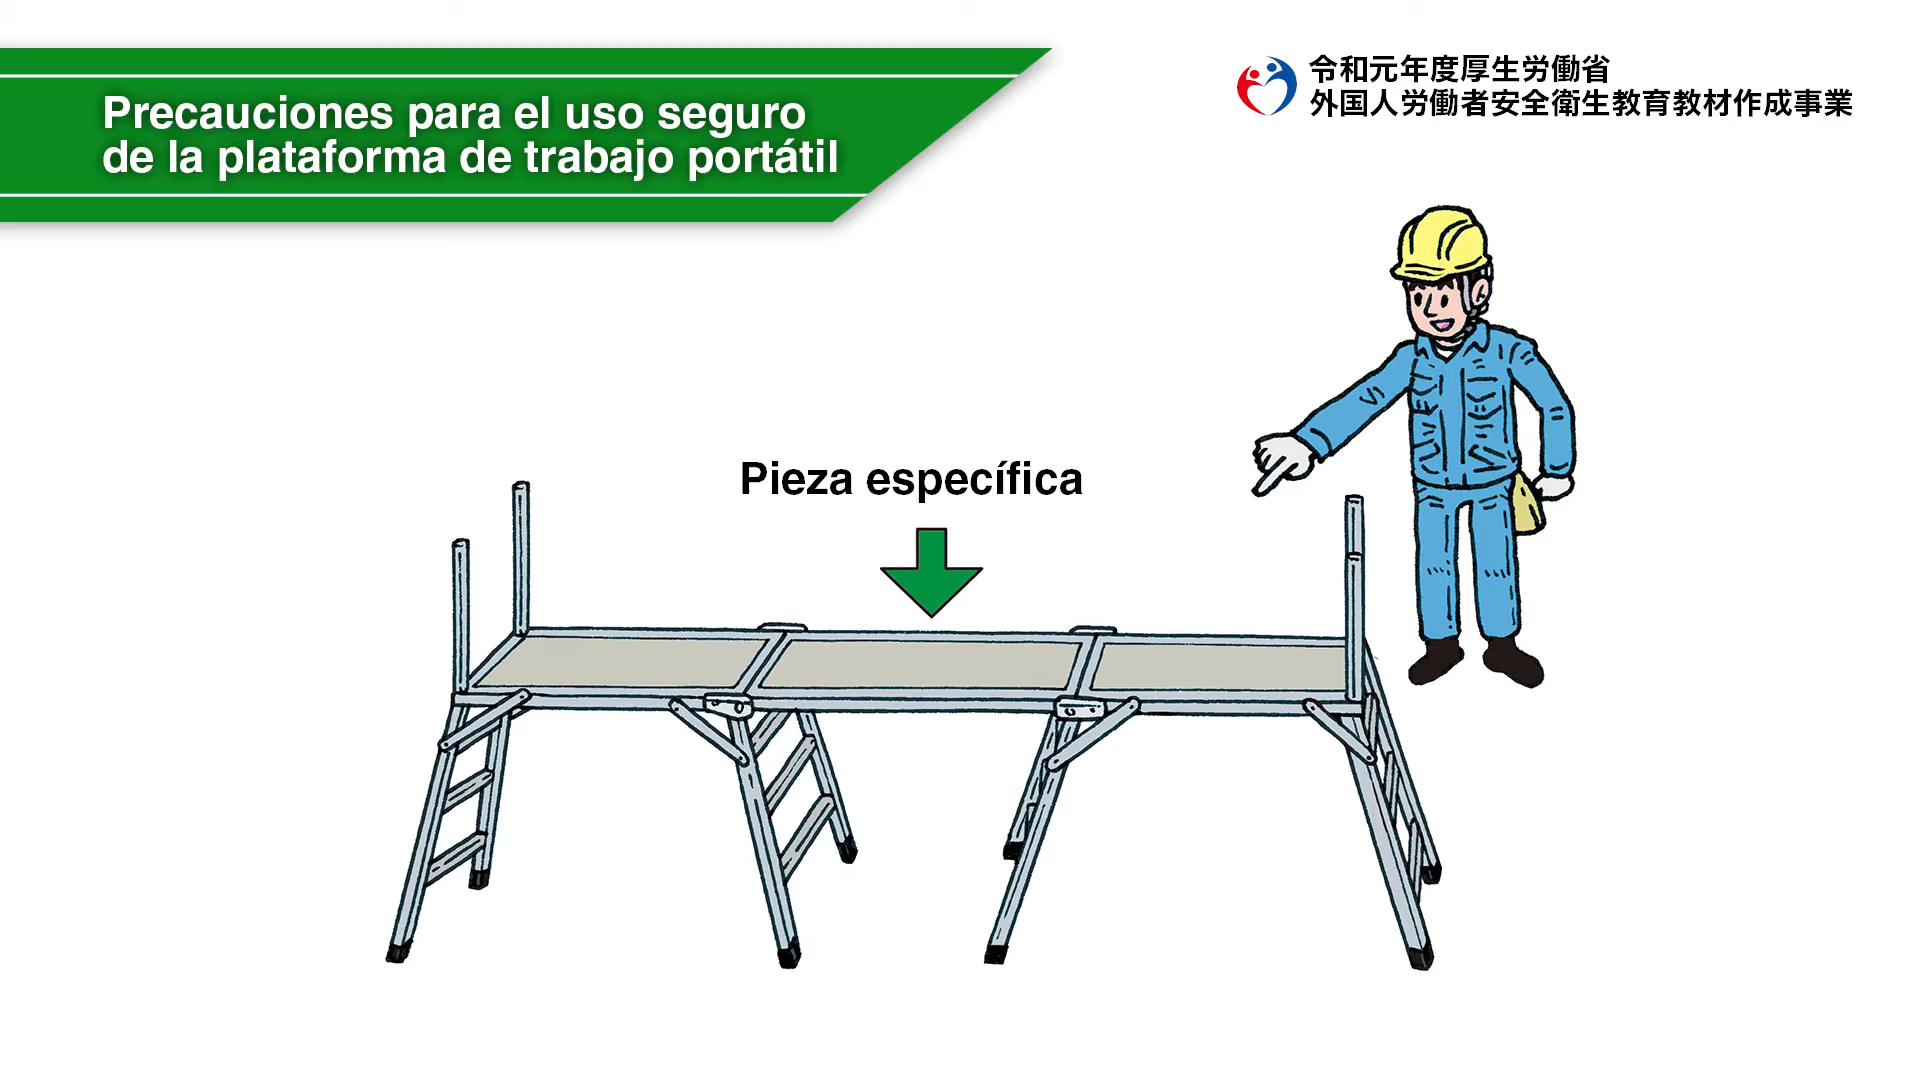 Precauciones para el uso seguro
de la plataforma de trabajo portátil
令和元年度厚生労働省
外国人労働者安全衛生教育教材作成事業
Pieza específica